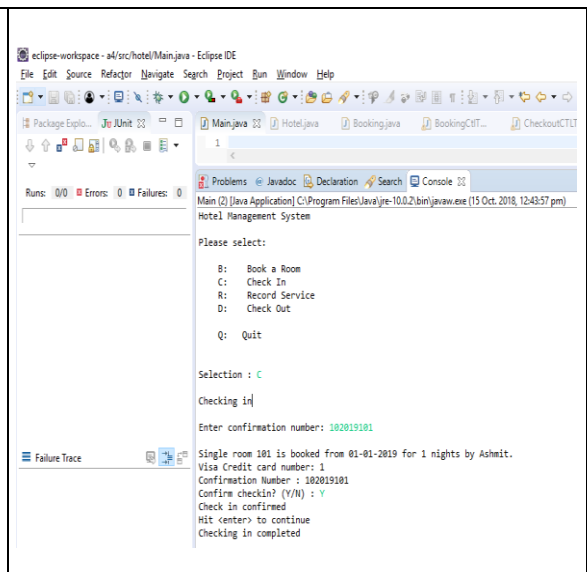 eclipse-workspace - a4/src/hotel/Main.java - Eclipse IDE
File Edit Source Refactor Navigate Search Project Run Window Help
Package Explo... JUnit
Main.java Hotel.java Booking.java BookingCtlT... CheckoutCTLT
1
Runs: 0/0 Errors: 0 Failures: 0
Problems Javadoc Declaration Search Console
Main (2) [Java Application] C:\Program Files\Java\jre-10.0.2\bin\javaw.exe (15 Oct. 2018, 12:43:57 pm)
Hotel Management System
Please select:
B: Book a Room
C: Check In
R: Record Service
D: Check Out
Q: Quit
Selection : C
Checking in
Enter confirmation number: 102019101
Single room 101 is booked from 01-01-2019 for 1 nights by Ashmit.
Visa Credit card number: 1
Confirmation Number : 102019101
Confirm checkin? (Y/N) : Y
Check in confirmed
Hit <enter> to continue
Checking in completed
Failure Trace